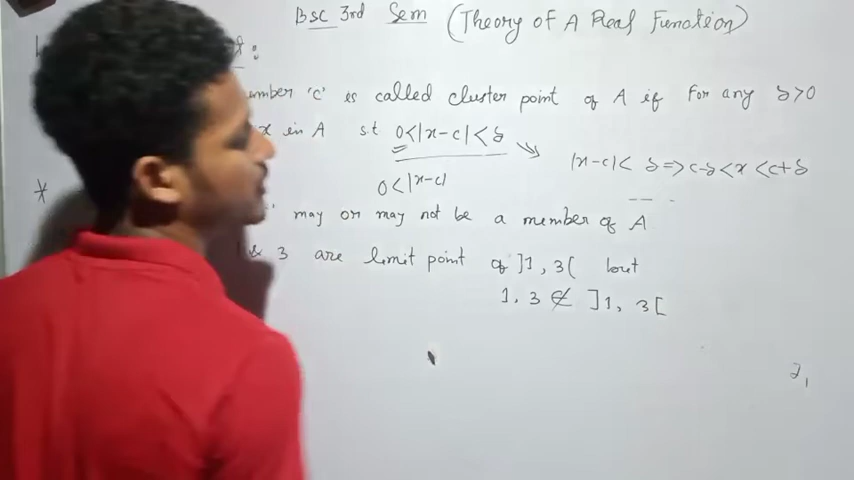 Bsc 3rd Sem (Theory of A Real Function)
umber 'c' is called cluster point of A if for any δ>0
x in A s.t 0<|x-c|<δ
|x-c|< δ => c-δ<x<c+δ
0<|x-c|
' may or may not be a member of A
& 3 are limit point of ]1, 3[ but
1, 3 ∉ ]1, 3[